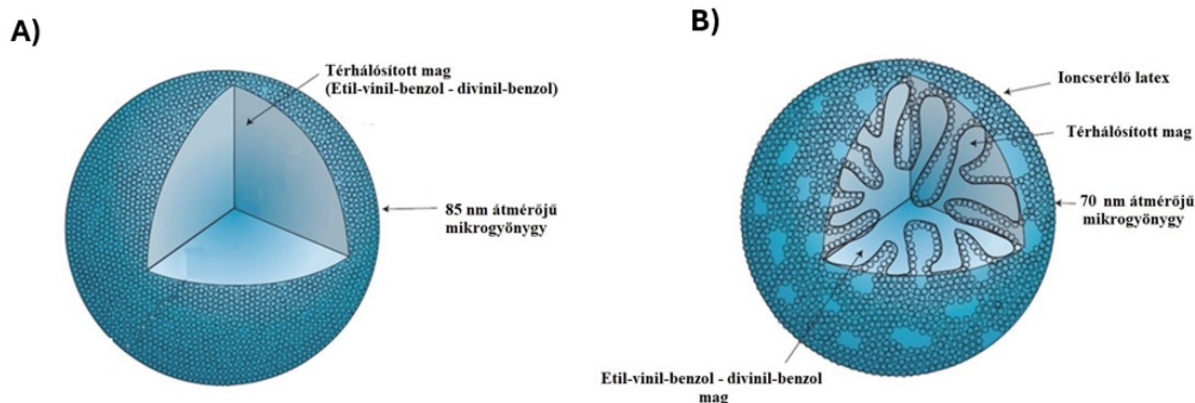 A)
Térhálósított mag
(Etil-vinil-benzol - divinil-benzol)
85 nm átmérőjű
mikrogyöngy
B)
Ioncserélő latex
Térhálósított mag
70 nm átmérőjű
mikrogyöngy
Etil-vinil-benzol - divinil-benzol
mag